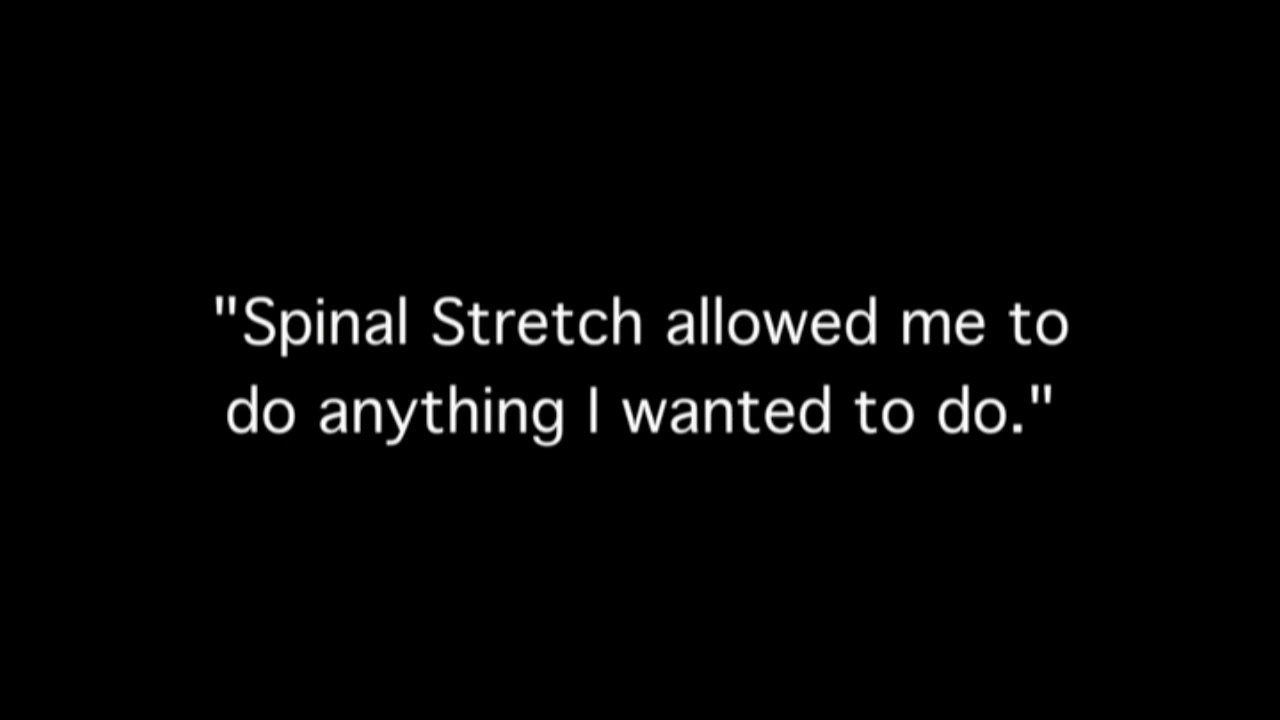 "Spinal Stretch allowed me to
do anything I wanted to do."